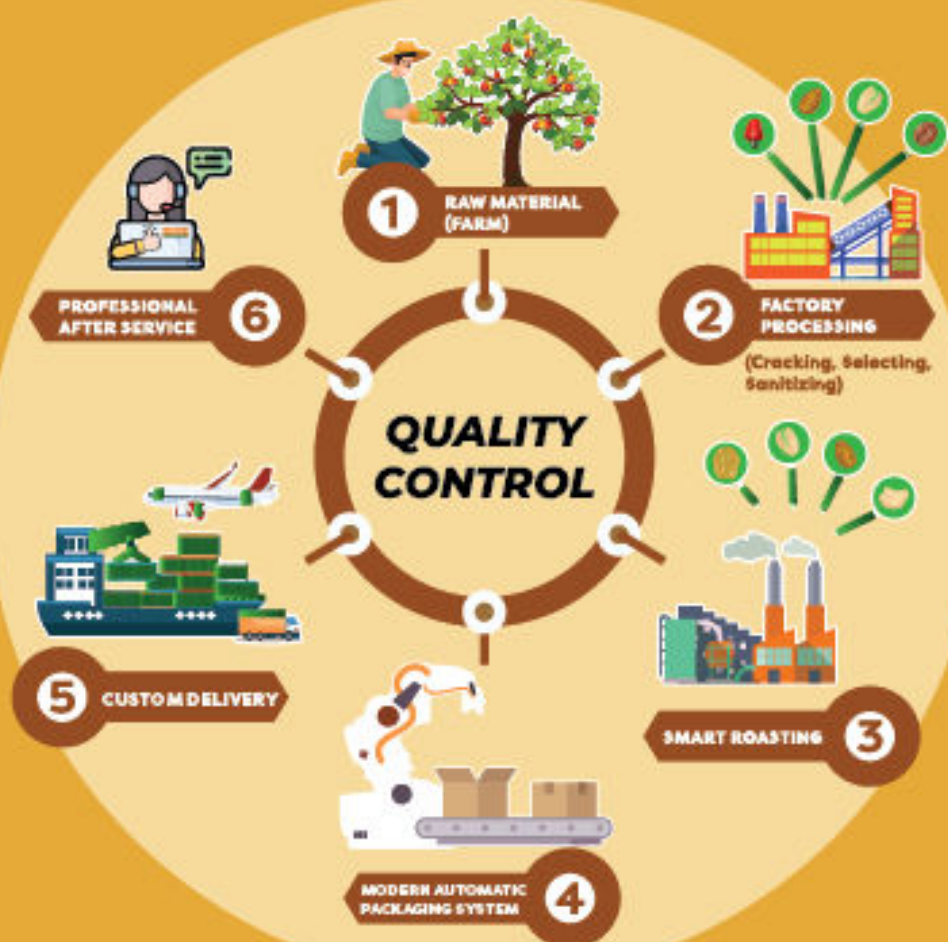 1
RAW MATERIAL
(FARM)
2
FACTORY
PROCESSING
(Cracking, Selecting,
Sanitizing)
QUALITY
CONTROL
SMART ROASTING
3
MODERN AUTOMATIC
PACKAGING SYSTEM
4
5
CUSTOM DELIVERY
PROFESSIONAL
AFTER SERVICE
6